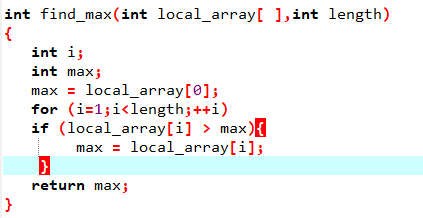 int find_max(int local_array[ ],int length)
{
int i;
int max;
max = local_array[0];
for (i=1;i<length;++i)
if (local_array[i] > max){
max = local_array[i];
}
return max;
}